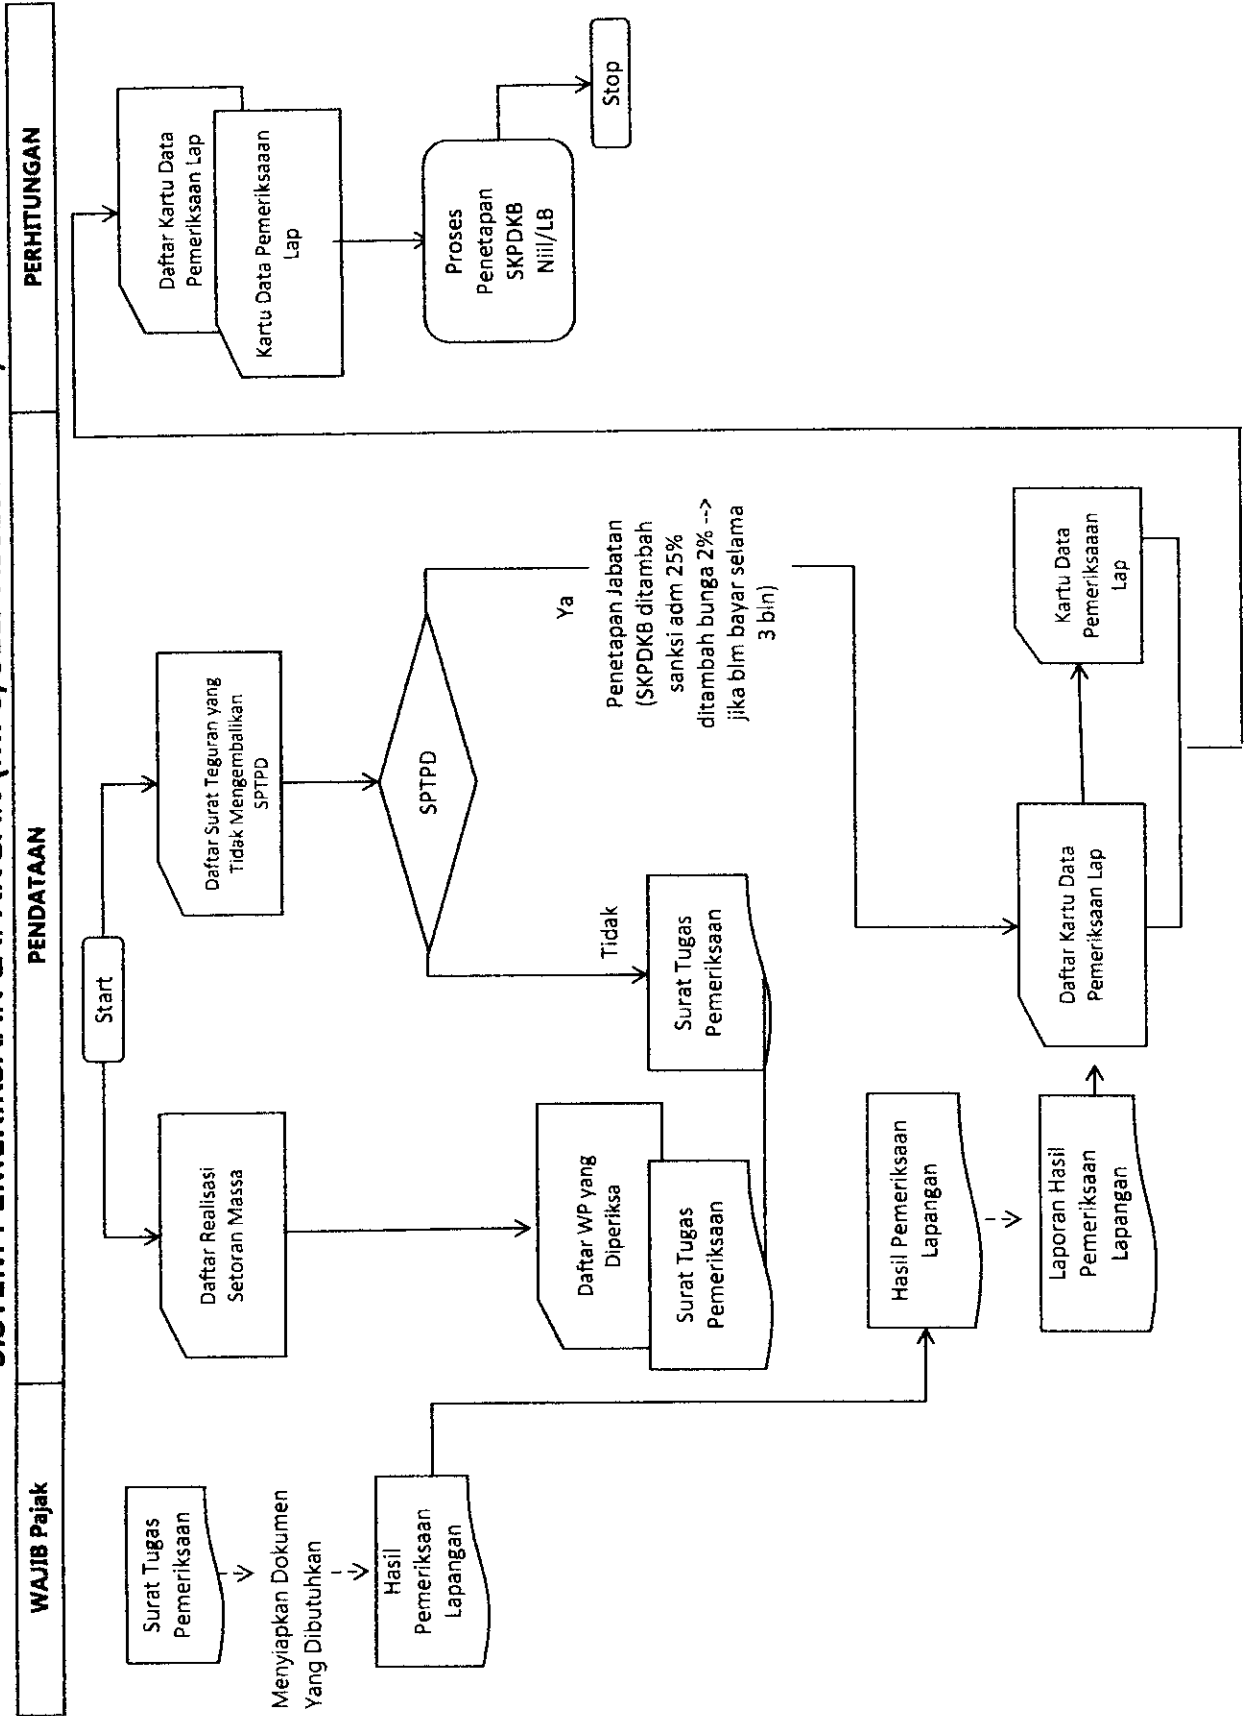 SISTEM PEMERIKSAAN
WAJIB Pajak
PENDATAAN
PERHITUNGAN
Surat Tugas
Pemeriksaan
Menyiapkan Dokumen
Yang Dibutuhkan
Hasil
Pemeriksaan
Lapangan
Start
Daftar Realisasi
Setoran Massa
Daftar Surat Teguran yang
Tidak Mengembalikan
SPTPD
SPTPD
Ya
Tidak
Daftar WP yang
Diperiksa
Surat Tugas
Pemeriksaan
Surat Tugas
Pemeriksaan
Penetapan Jabatan
(SKPDKB ditambah
sanksi adm 25%
ditambah bunga 2% -->
jika blm bayar selama
3 bln)
Hasil Pemeriksaan
Lapangan
Laporan Hasil
Pemeriksaan
Lapangan
Daftar Kartu Data
Pemeriksaan Lap
Kartu Data
Pemeriksaaan
Lap
Daftar Kartu Data
Pemeriksaan Lap
Kartu Data Pemeriksaaan
Lap
Proses
Penetapan
SKPDKB
Niil/LB
Stop